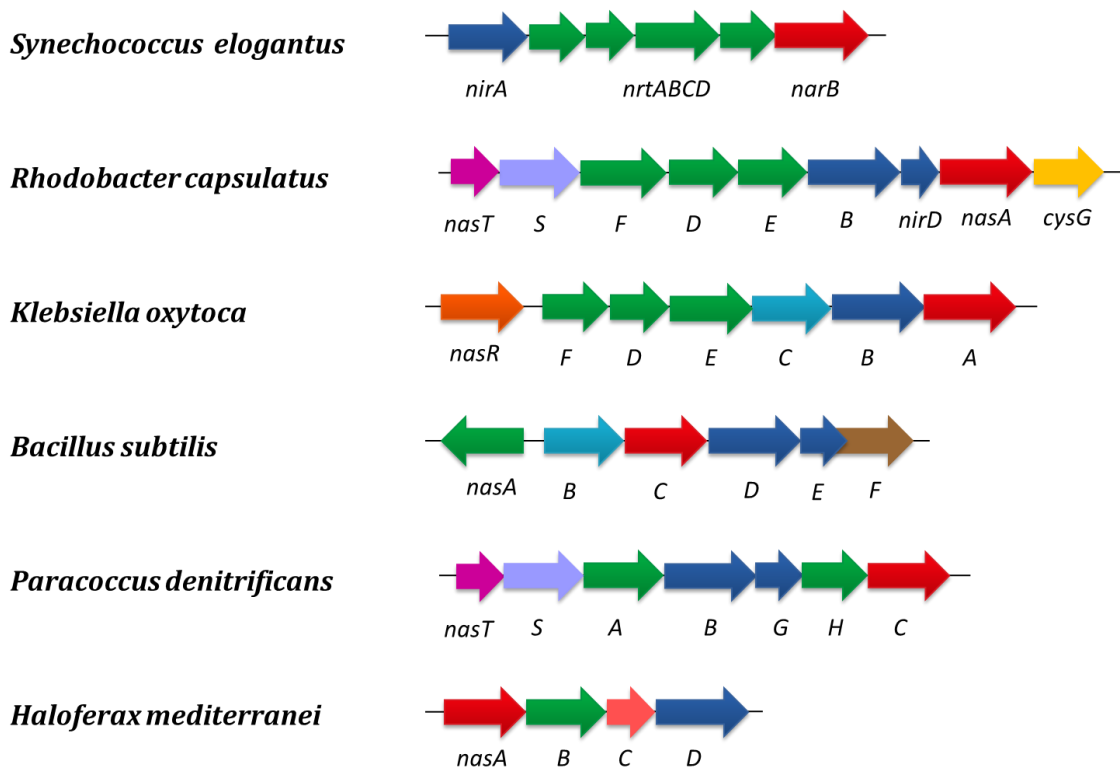 Synechococcus elogantus
nirA nrtABCD narB
Rhodobacter capsulatus
nasT S F D E B nirD nasA cysG
Klebsiella oxytoca
nasR F D E C B A
Bacillus subtilis
nasA B C D E F
Paracoccus denitrificans
nasT S A B G H C
Haloferax mediterranei
nasA B C D